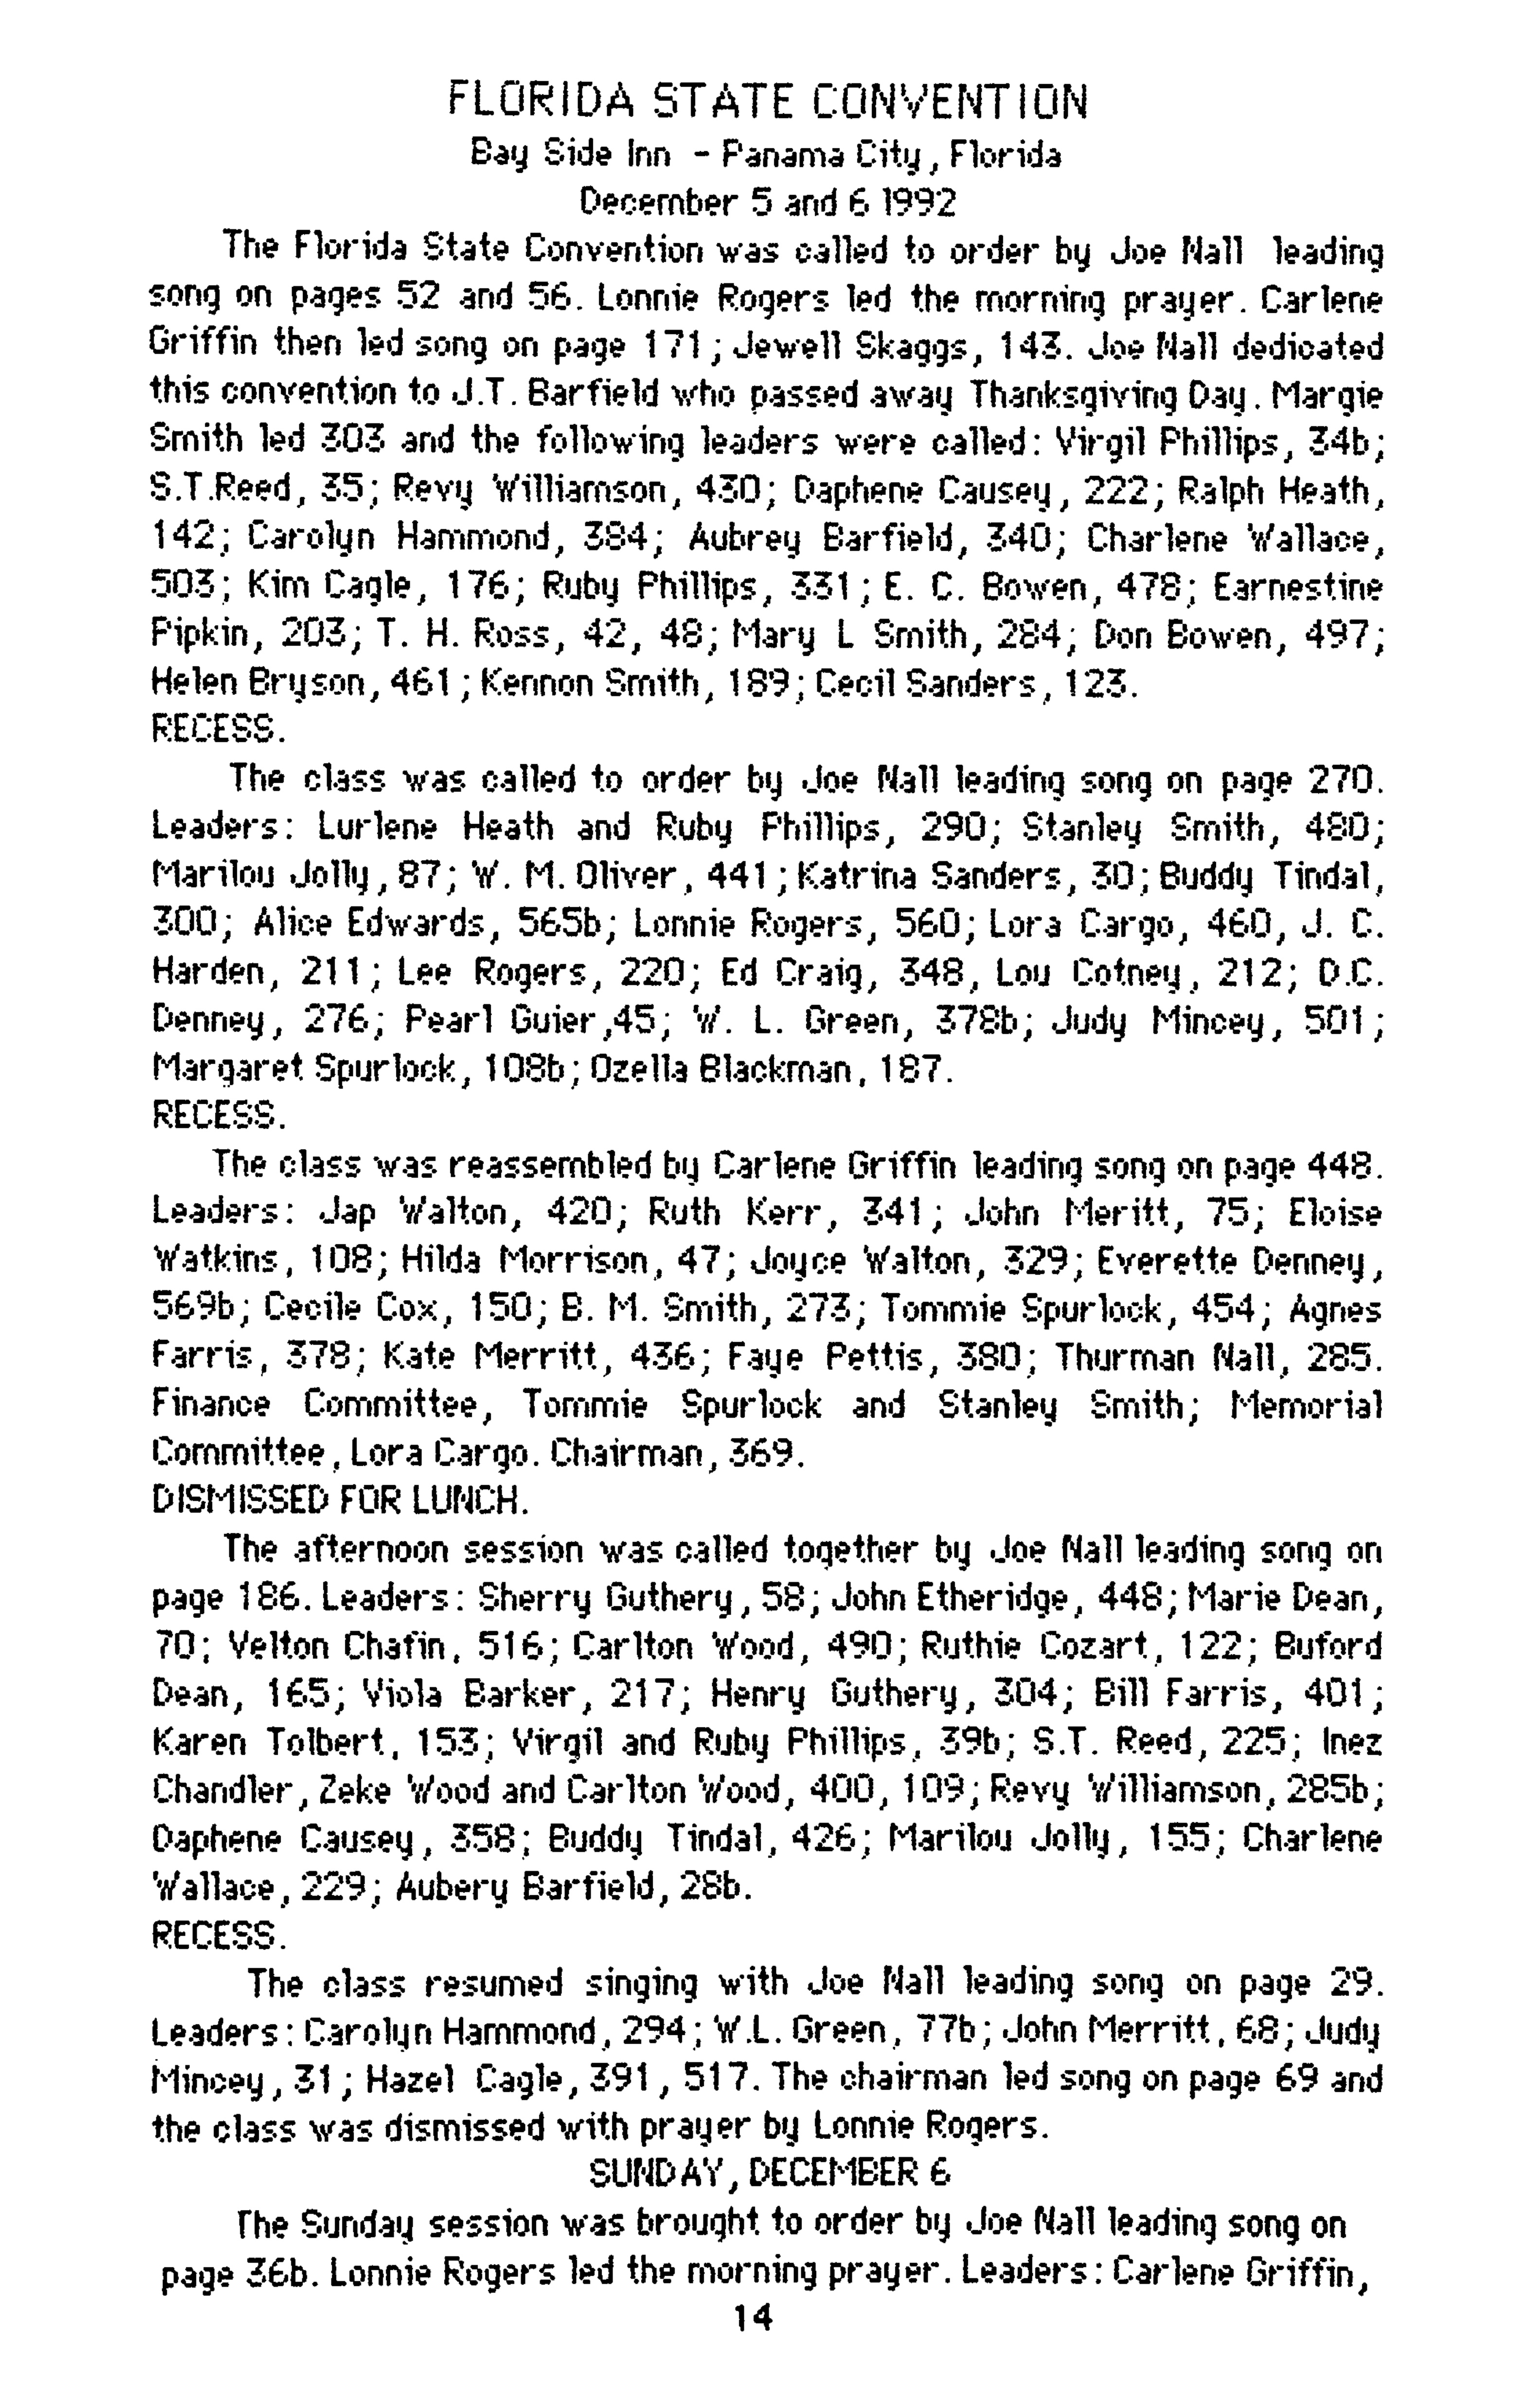 FLORIDA STATE CONVENTION
Bay Side Inn - Panama City, Florida
December 5 and 6 1992
The Florida State Convention was called to order by Joe Nall leading
song on pages 52 and 56. Lonnie Rogers led the morning prayer. Carlene
Griffin then led song on page 171; Jewell Skaggs, 143. Joe Nall dedicated
this convention to J.T. Barfield who passed away Thanksgiving Day. Margie
Smith led 303 and the following leaders were called: Virgil Phillips, 34b;
S.T.Reed, 35; Revy Williamson, 430; Daphene Causey, 222; Ralph Heath,
142; Carolyn Hammond, 384; Aubrey Barfield, 340; Charlene Wallace,
503; Kim Cagle, 176; Ruby Phillips, 331; E. C. Bowen, 478; Earnestine
Pipkin, 203; T. H. Ross, 42, 48; Mary L Smith, 284; Don Bowen, 497;
Helen Bryson, 461; Kennon Smith, 189; Cecil Sanders, 123.
RECESS.
The class was called to order by Joe Nall leading song on page 270.
Leaders: Lurlene Heath and Ruby Phillips, 290; Stanley Smith, 480;
Marilou Jolly, 87; W. M. Oliver, 441; Katrina Sanders, 30; Buddy Tindal,
300; Alice Edwards, 565b; Lonnie Rogers, 560; Lora Cargo, 460, J. C.
Harden, 211; Lee Rogers, 220; Ed Craig, 348, Lou Cotney, 212; D.C.
Denney, 276; Pearl Guier,45; W. L. Green, 378b; Judy Mincey, 501;
Margaret Spurlock, 108b; Ozella Blackman, 187.
RECESS.
The class was reassembled by Carlene Griffin leading song on page 448.
Leaders: Jap Walton, 420; Ruth Kerr, 341; John Meritt, 75; Eloise
Watkins, 108; Hilda Morrison, 47; Joyce Walton, 329; Everette Denney,
569b; Cecile Cox, 150; B. M. Smith, 273; Tommie Spurlock, 454; Agnes
Farris, 378; Kate Merritt, 436; Faye Pettis, 380; Thurman Nall, 285.
Finance Committee, Tommie Spurlock and Stanley Smith; Memorial
Committee, Lora Cargo. Chairman, 369.
DISMISSED FOR LUNCH.
The afternoon session was called together by Joe Nall leading song on
page 186. Leaders: Sherry Guthery, 58; John Etheridge, 448; Marie Dean,
70; Velton Chafin, 516; Carlton Wood, 490; Ruthie Cozart, 122; Buford
Dean, 165; Viola Barker, 217; Henry Guthery, 304; Bill Farris, 401;
Karen Tolbert, 153; Virgil and Ruby Phillips, 39b; S.T. Reed, 225; Inez
Chandler, Zeke Wood and Carlton Wood, 400, 109; Revy Williamson, 285b;
Daphene Causey, 358; Buddy Tindal, 426; Marilou Jolly, 155; Charlene
Wallace, 229; Aubery Barfield, 28b.
RECESS.
The class resumed singing with Joe Nall leading song on page 29.
Leaders: Carolyn Hammond, 294; W.L. Green, 77b; John Merritt, 68; Judy
Mincey, 31; Hazel Cagle, 391, 517. The chairman led song on page 69 and
the class was dismissed with prayer by Lonnie Rogers.
SUNDAY, DECEMBER 6
The Sunday session was brought to order by Joe Nall leading song on
page 36b. Lonnie Rogers led the morning prayer. Leaders: Carlene Griffin,
14